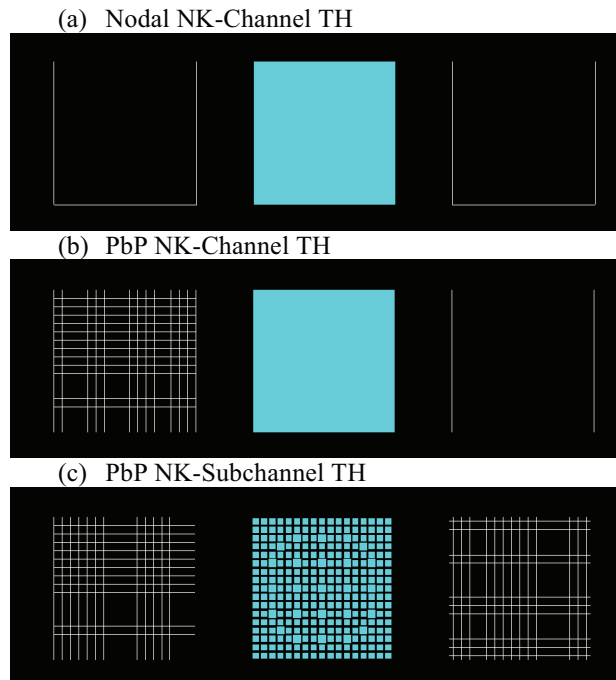 (a) Nodal NK-Channel TH
(b) PbP NK-Channel TH
(c) PbP NK-Subchannel TH